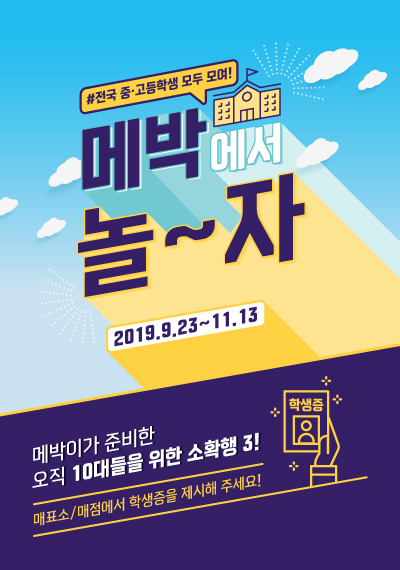 #전국 중·고등학생 모두 모여!
메박에서
놀~자
2019.9.23~11.13
학생증
메박이가 준비한
오직 10대들을 위한 소확행 3!
매표소/매점에서 학생증을 제시해 주세요!